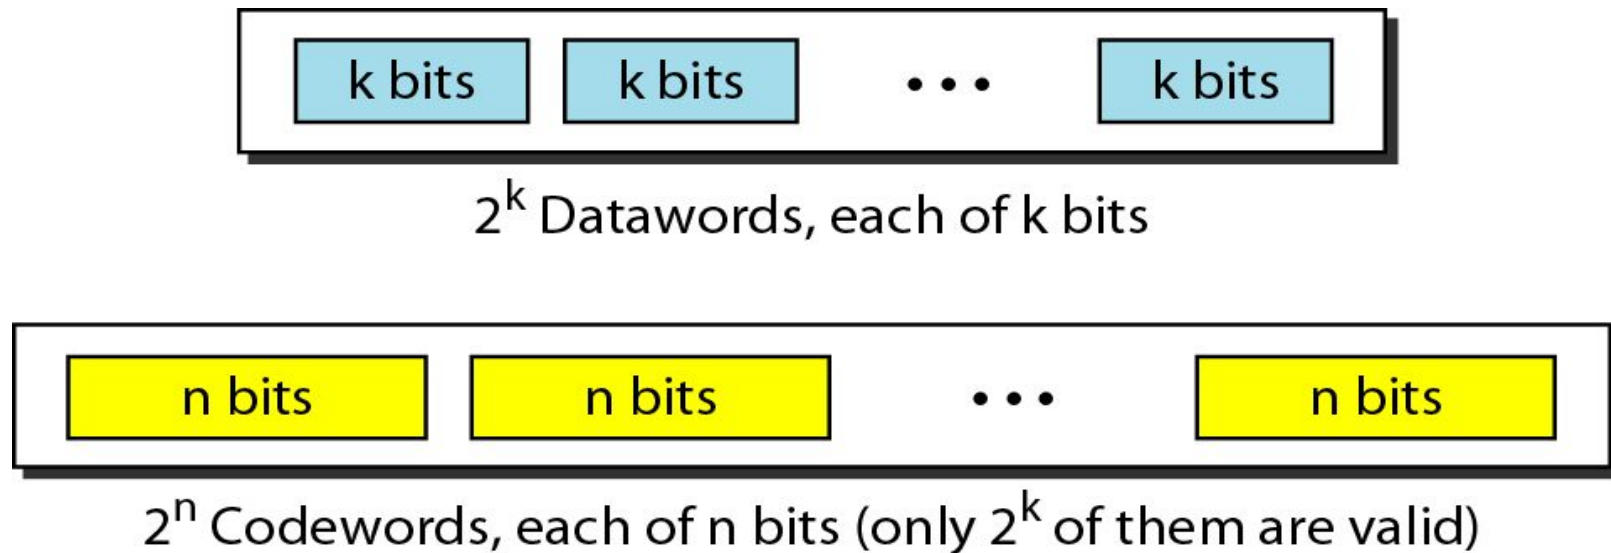 k bits k bits • • • k bits
2^k Datawords, each of k bits
n bits n bits • • • n bits
2^n Codewords, each of n bits (only 2^k of them are valid)